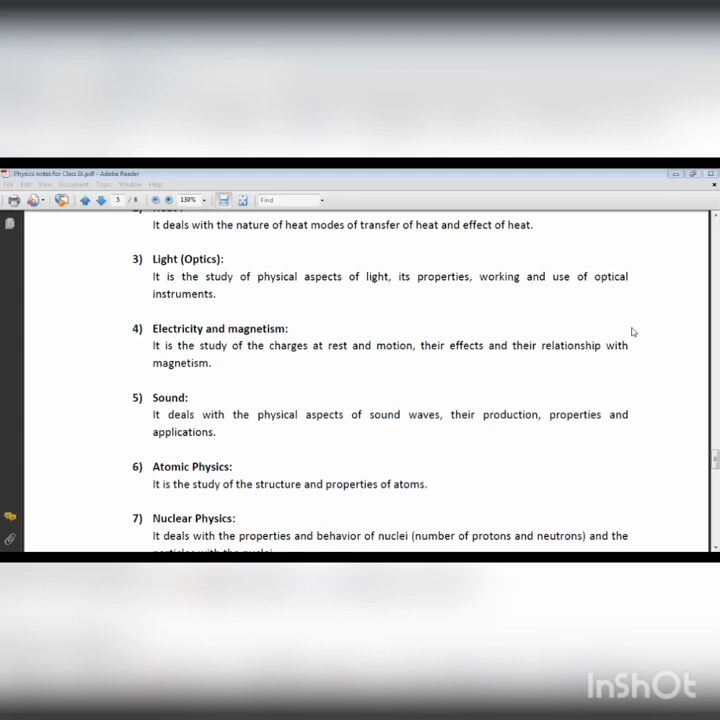 Physics notes for Class IX.pdf - Adobe Reader
File Edit View Document Tools Window Help
5 / 6 139% Find
It deals with the nature of heat modes of transfer of heat and effect of heat.
3) Light (Optics):
It is the study of physical aspects of light, its properties, working and use of optical
instruments.
4) Electricity and magnetism:
It is the study of the charges at rest and motion, their effects and their relationship with
magnetism.
5) Sound:
It deals with the physical aspects of sound waves, their production, properties and
applications.
6) Atomic Physics:
It is the study of the structure and properties of atoms.
7) Nuclear Physics:
It deals with the properties and behavior of nuclei (number of protons and neutrons) and the
InShOt